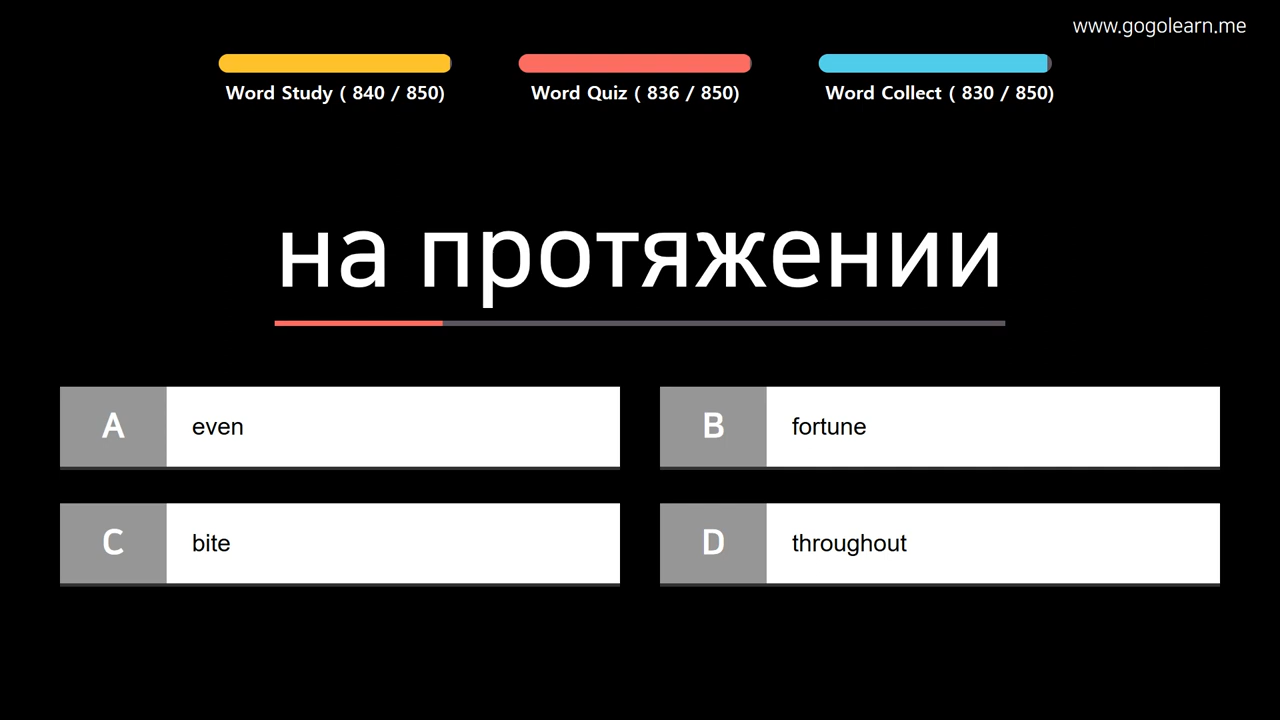 www.gogolearn.me
Word Study ( 840 / 850)
Word Quiz ( 836 / 850)
Word Collect ( 830 / 850)
на протяжении
A
even
B
fortune
C
bite
D
throughout